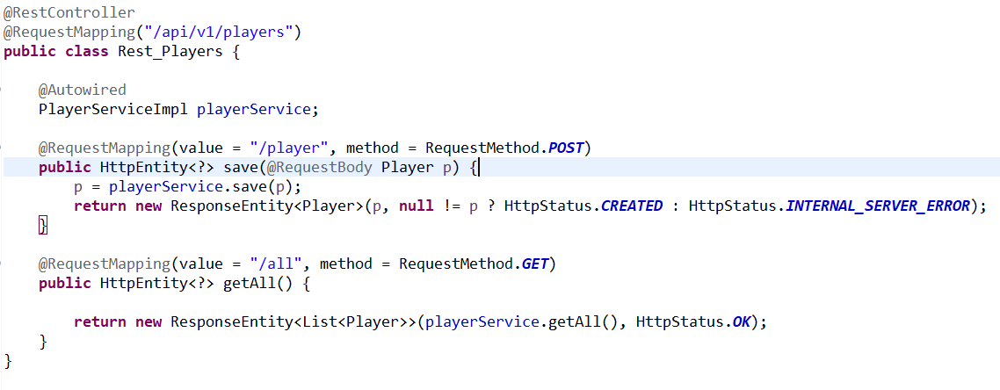 @RestController
@RequestMapping("/api/v1/players")
public class Rest_Players {
@Autowired
PlayerServiceImpl playerService;
@RequestMapping(value = "/player", method = RequestMethod.POST)
public HttpEntity<?> save(@RequestBody Player p) {
p = playerService.save(p);
return new ResponseEntity<Player>(p, null != p ? HttpStatus.CREATED : HttpStatus.INTERNAL_SERVER_ERROR);
}
@RequestMapping(value = "/all", method = RequestMethod.GET)
public HttpEntity<?> getAll() {
return new ResponseEntity<List<Player>>(playerService.getAll(), HttpStatus.OK);
}
}